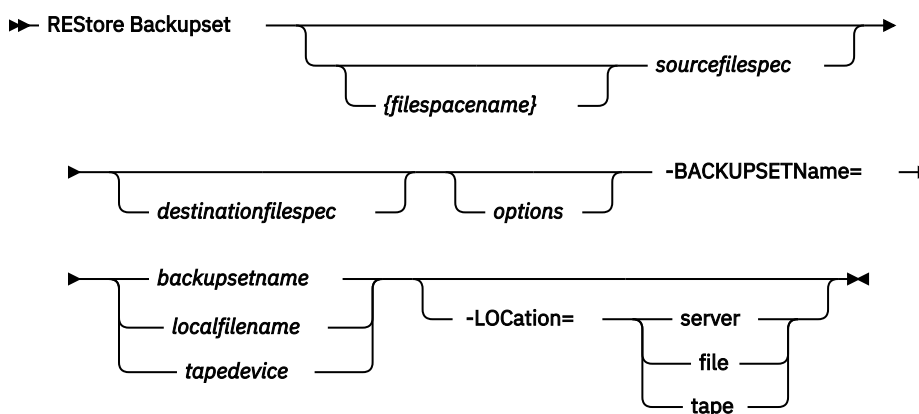 REStore Backupset
sourcefilespec
{filespacename}
-BACKUPSETName=
destinationfilespec
options
backupsetname
-LOCation=
server
localfilename
file
tapedevice
tape